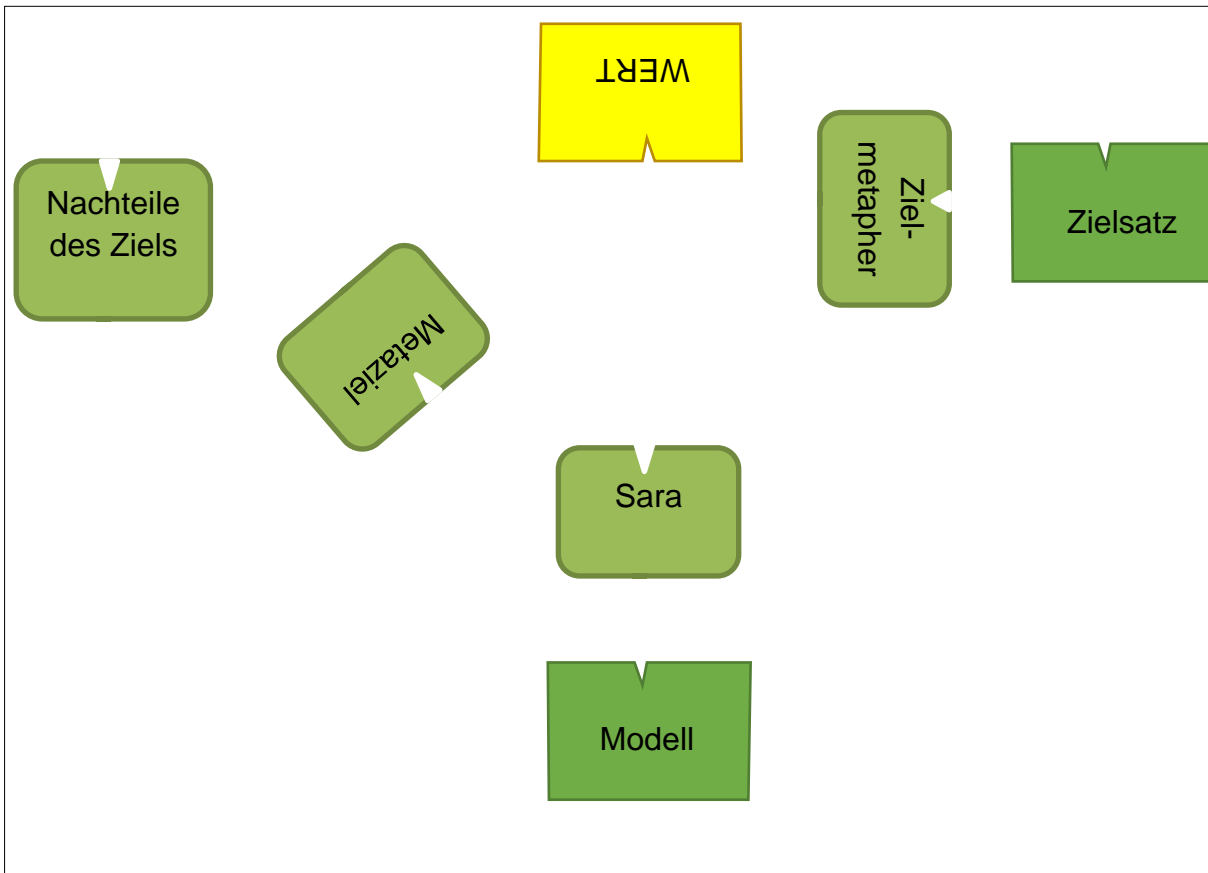 WERT
Ziel-
metapher
Nachteile
des Ziels
Zielsatz
Metaziel
Sara
Modell